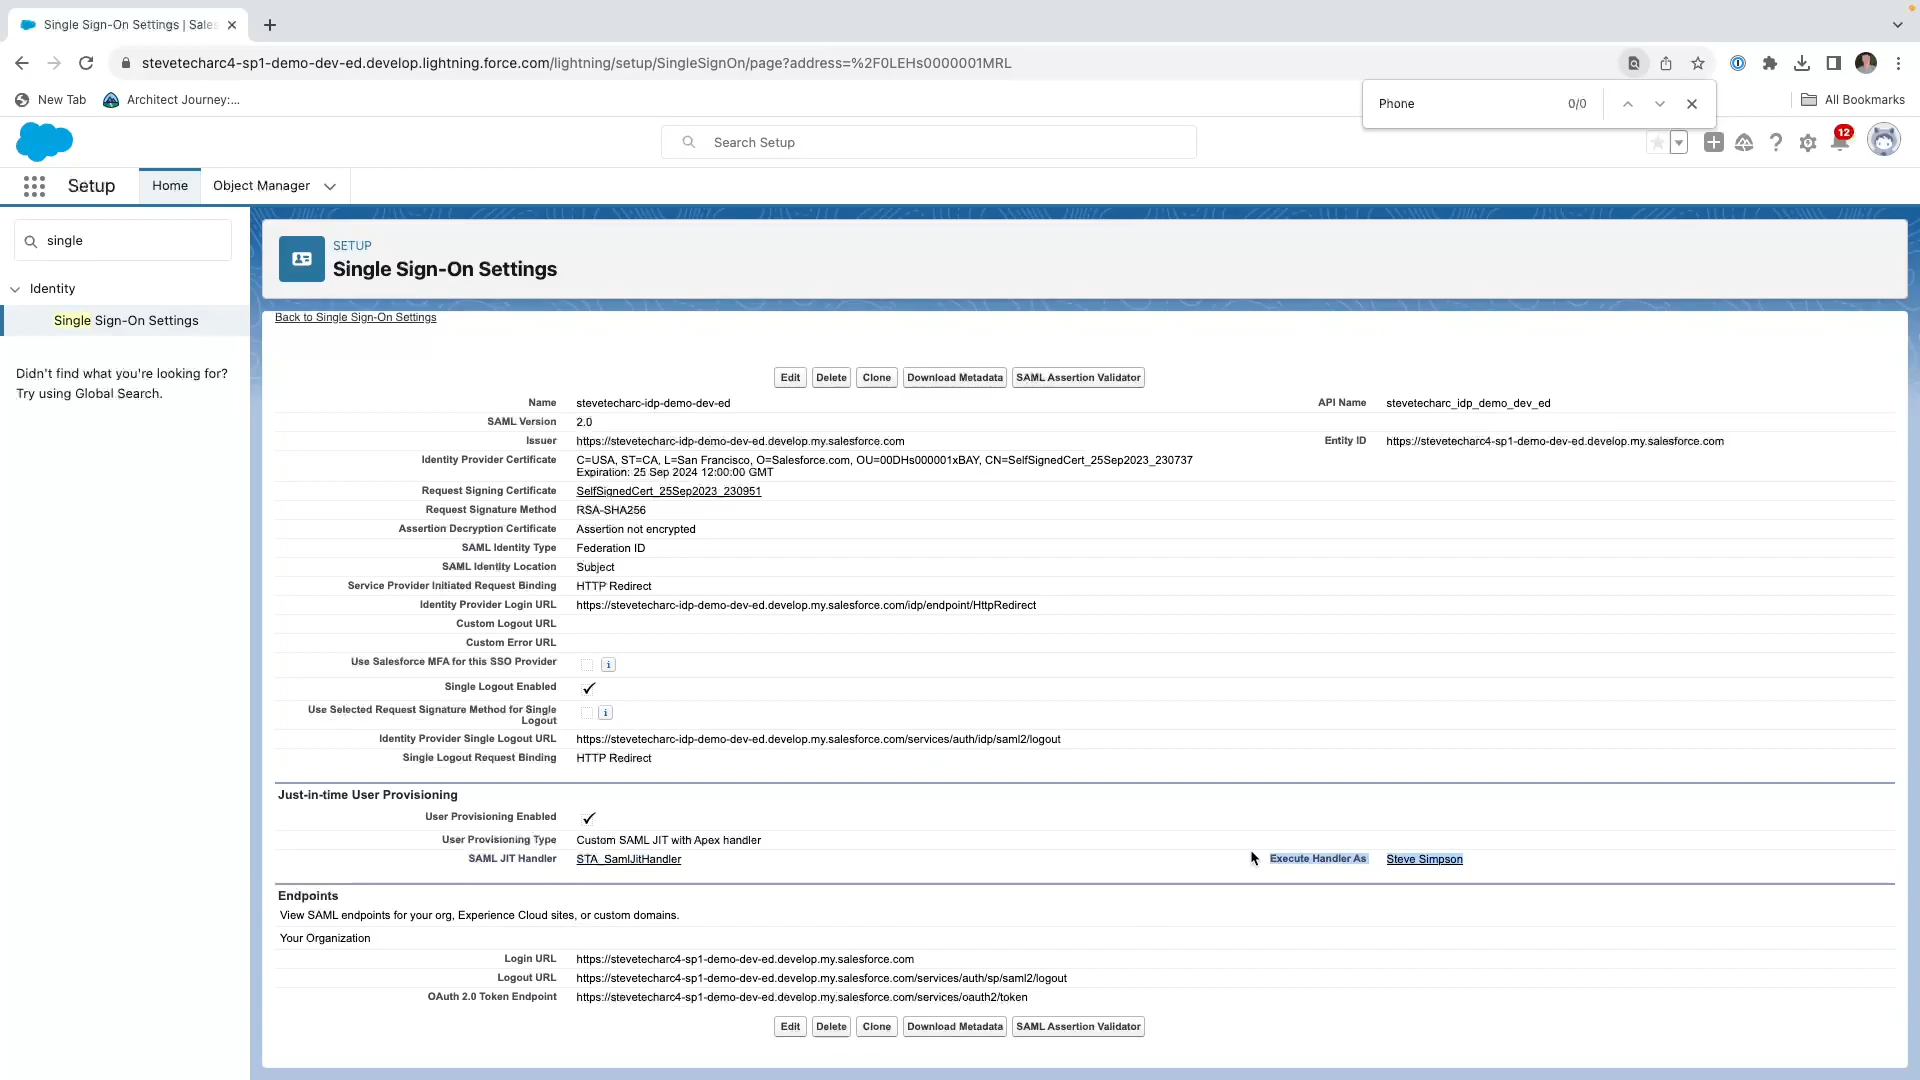 Single Sign-On Settings | Sales
stevetecharc4-sp1-demo-dev-ed.develop.lightning.force.com/lightning/setup/SingleSignOn/page?address=%2F0LEHs0000001MRL
New Tab
Architect Journey:...
Phone
0/0
All Bookmarks
Search Setup
12
Setup
Home
Object Manager
single
Identity
Single Sign-On Settings
Didn't find what you're looking for?
Try using Global Search.
SETUP
Single Sign-On Settings
Back to Single Sign-On Settings
Edit Delete Clone Download Metadata SAML Assertion Validator
Name stevetecharc-idp-demo-dev-ed API Name stevetecharc_idp_demo_dev_ed
SAML Version 2.0
Issuer https://stevetecharc-idp-demo-dev-ed.develop.my.salesforce.com Entity ID https://stevetecharc4-sp1-demo-dev-ed.develop.my.salesforce.com
Identity Provider Certificate C=USA, ST=CA, L=San Francisco, O=Salesforce.com, OU=00DHs000001xBAY, CN=SelfSignedCert_25Sep2023_230737
Expiration: 25 Sep 2024 12:00:00 GMT
Request Signing Certificate SelfSignedCert_25Sep2023_230951
Request Signature Method RSA-SHA256
Assertion Decryption Certificate Assertion not encrypted
SAML Identity Type Federation ID
SAML Identity Location Subject
Service Provider Initiated Request Binding HTTP Redirect
Identity Provider Login URL https://stevetecharc-idp-demo-dev-ed.develop.my.salesforce.com/idp/endpoint/HttpRedirect
Custom Logout URL
Custom Error URL
Use Salesforce MFA for this SSO Provider i
Single Logout Enabled
Use Selected Request Signature Method for Single
Logout i
Identity Provider Single Logout URL https://stevetecharc-idp-demo-dev-ed.develop.my.salesforce.com/services/auth/idp/saml2/logout
Single Logout Request Binding HTTP Redirect
Just-in-time User Provisioning
User Provisioning Enabled
User Provisioning Type Custom SAML JIT with Apex handler
SAML JIT Handler STA_SamlJitHandler Execute Handler As Steve Simpson
Endpoints
View SAML endpoints for your org, Experience Cloud sites, or custom domains.
Your Organization
Login URL https://stevetecharc4-sp1-demo-dev-ed.develop.my.salesforce.com
Logout URL https://stevetecharc4-sp1-demo-dev-ed.develop.my.salesforce.com/services/auth/sp/saml2/logout
OAuth 2.0 Token Endpoint https://stevetecharc4-sp1-demo-dev-ed.develop.my.salesforce.com/services/oauth2/token
Edit Delete Clone Download Metadata SAML Assertion Validator